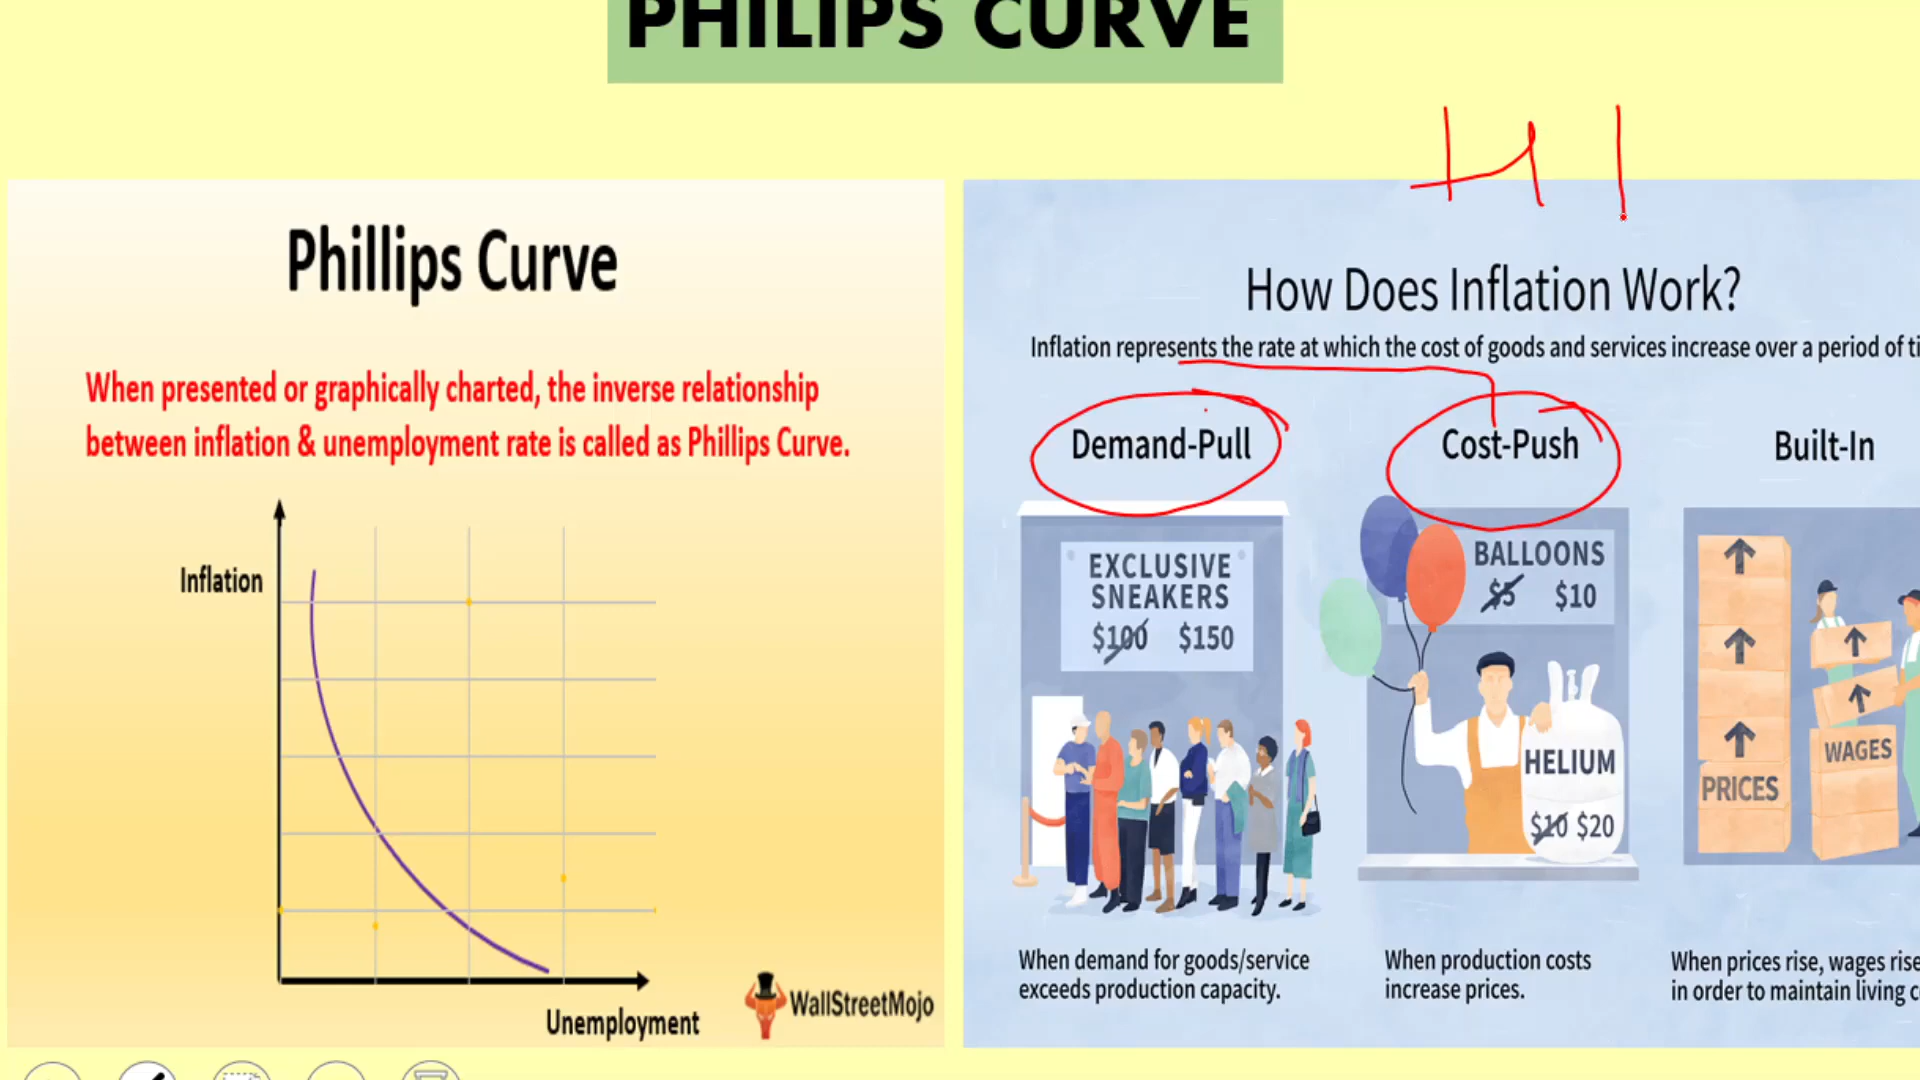 PHILIPS CURVE
Phillips Curve
When presented or graphically charted, the inverse relationship
between inflation & unemployment rate is called as Phillips Curve.
Inflation
Unemployment
WallStreetMojo
How Does Inflation Work?
Inflation represents the rate at which the cost of goods and services increase over a period of
Demand-Pull
EXCLUSIVE
SNEAKERS
$100 $150
When demand for goods/service
exceeds production capacity.
Cost-Push
BALLOONS
$5 $10
HELIUM
$10 $20
When production costs
increase prices.
Built-In
PRICES
WAGES
When prices rise, wages rise
in order to maintain living